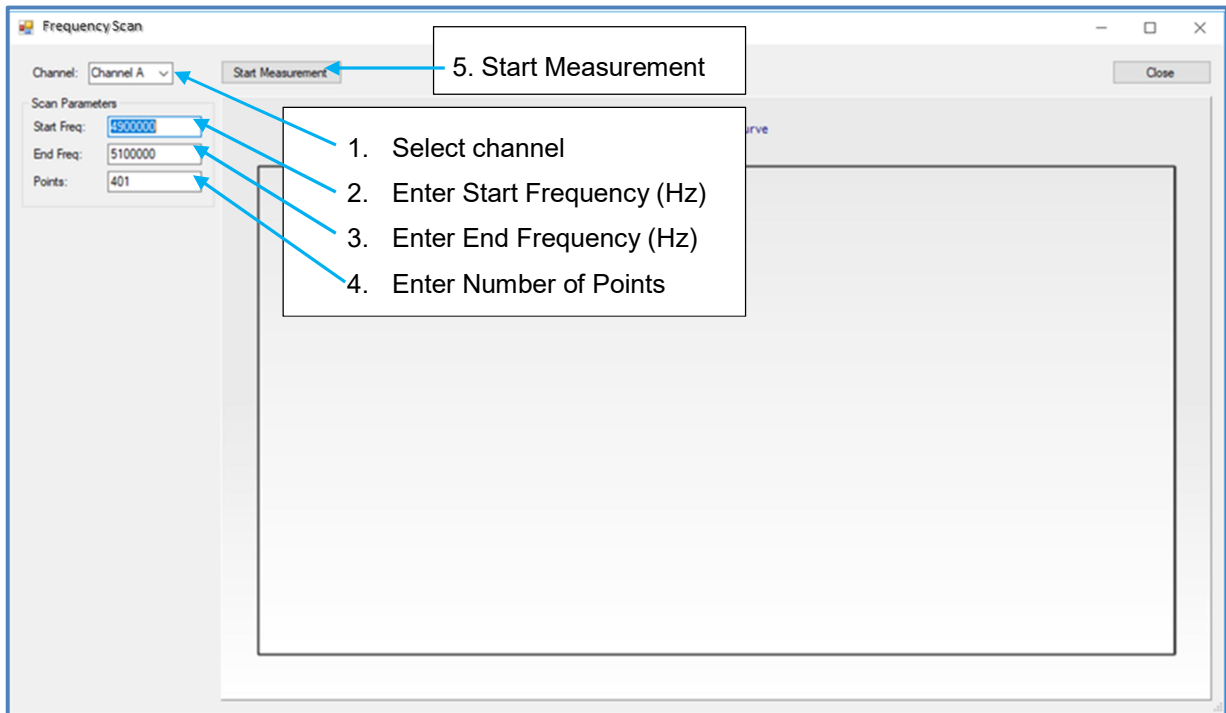 Frequency Scan
Channel: Channel A
Start Measurement
5. Start Measurement
Close
Scan Parameters
Start Freq: 4900000
End Freq: 5100000
Points: 401
1. Select channel
2. Enter Start Frequency (Hz)
3. Enter End Frequency (Hz)
4. Enter Number of Points